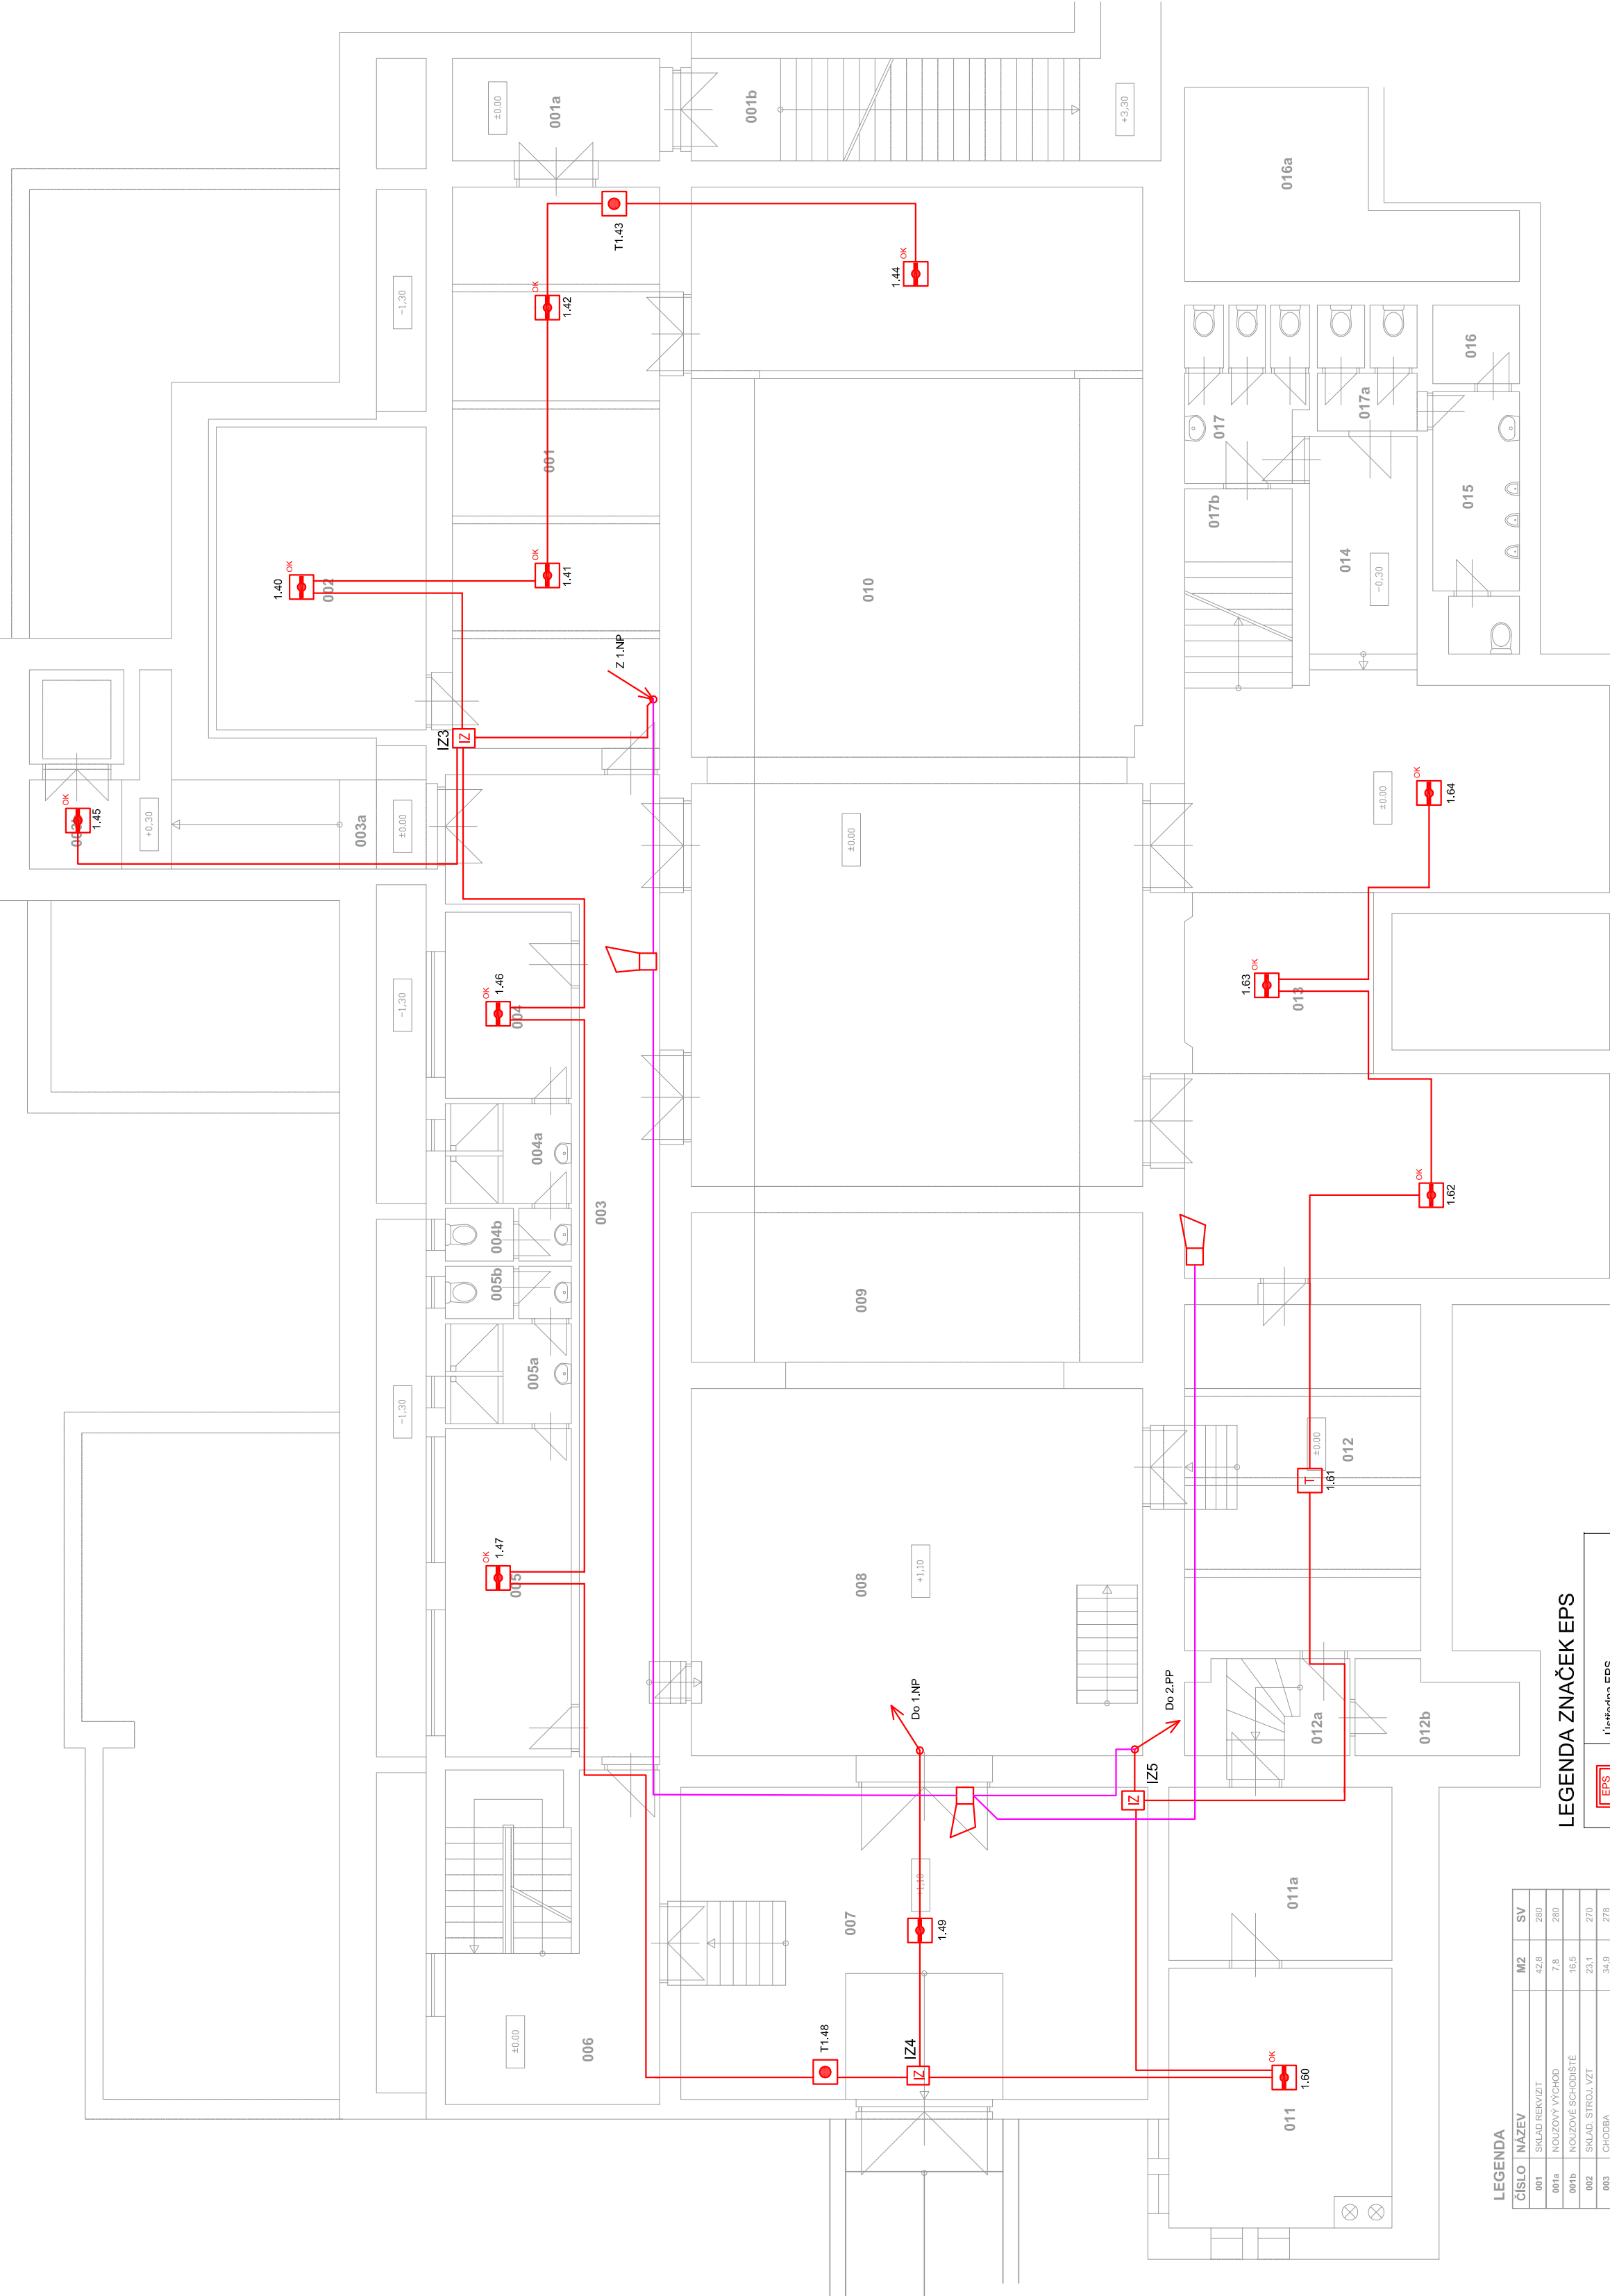 ±0.00
001a
001b
+3,30
016a
T1.43
OK
1.44
OK
1.42
-1,30
016
017a
017
001
015
017b
014
-0,30
OK
1.40
002
OK
1.41
010
Z 1.NP
IZ3
IZ
OK
1.45
+0,30
003a
±0.00
±0.00
±0.00
OK
1.64
OK
1.46
004
-1,30
OK
1.63
013
004a
003
004b
005b
005a
-1,30
009
OK
1.62
±0.00
012
T
1.61
OK
1.47
005
008
+1,10
Do 1.NP
Do 2.PP
012a
012b
IZ5
IZ
011a
007
+1,10
1.49
±0.00
006
T1.48
IZ4
IZ
OK
1.60
011
LEGENDA ZNAČEK EPS
EPS
Ústředna EPS
LEGENDA
ČÍSLO NÁZEV M2 SV
001 SKLAD REKVIZIT 42,8 280
001a NOUZOVÝ VÝCHOD 7,8 280
001b NOUZOVÉ SCHODIŠTĚ 16,5
002 SKLAD, STROJ. VZT 23,1 270
003 CHODBA 34,9 278